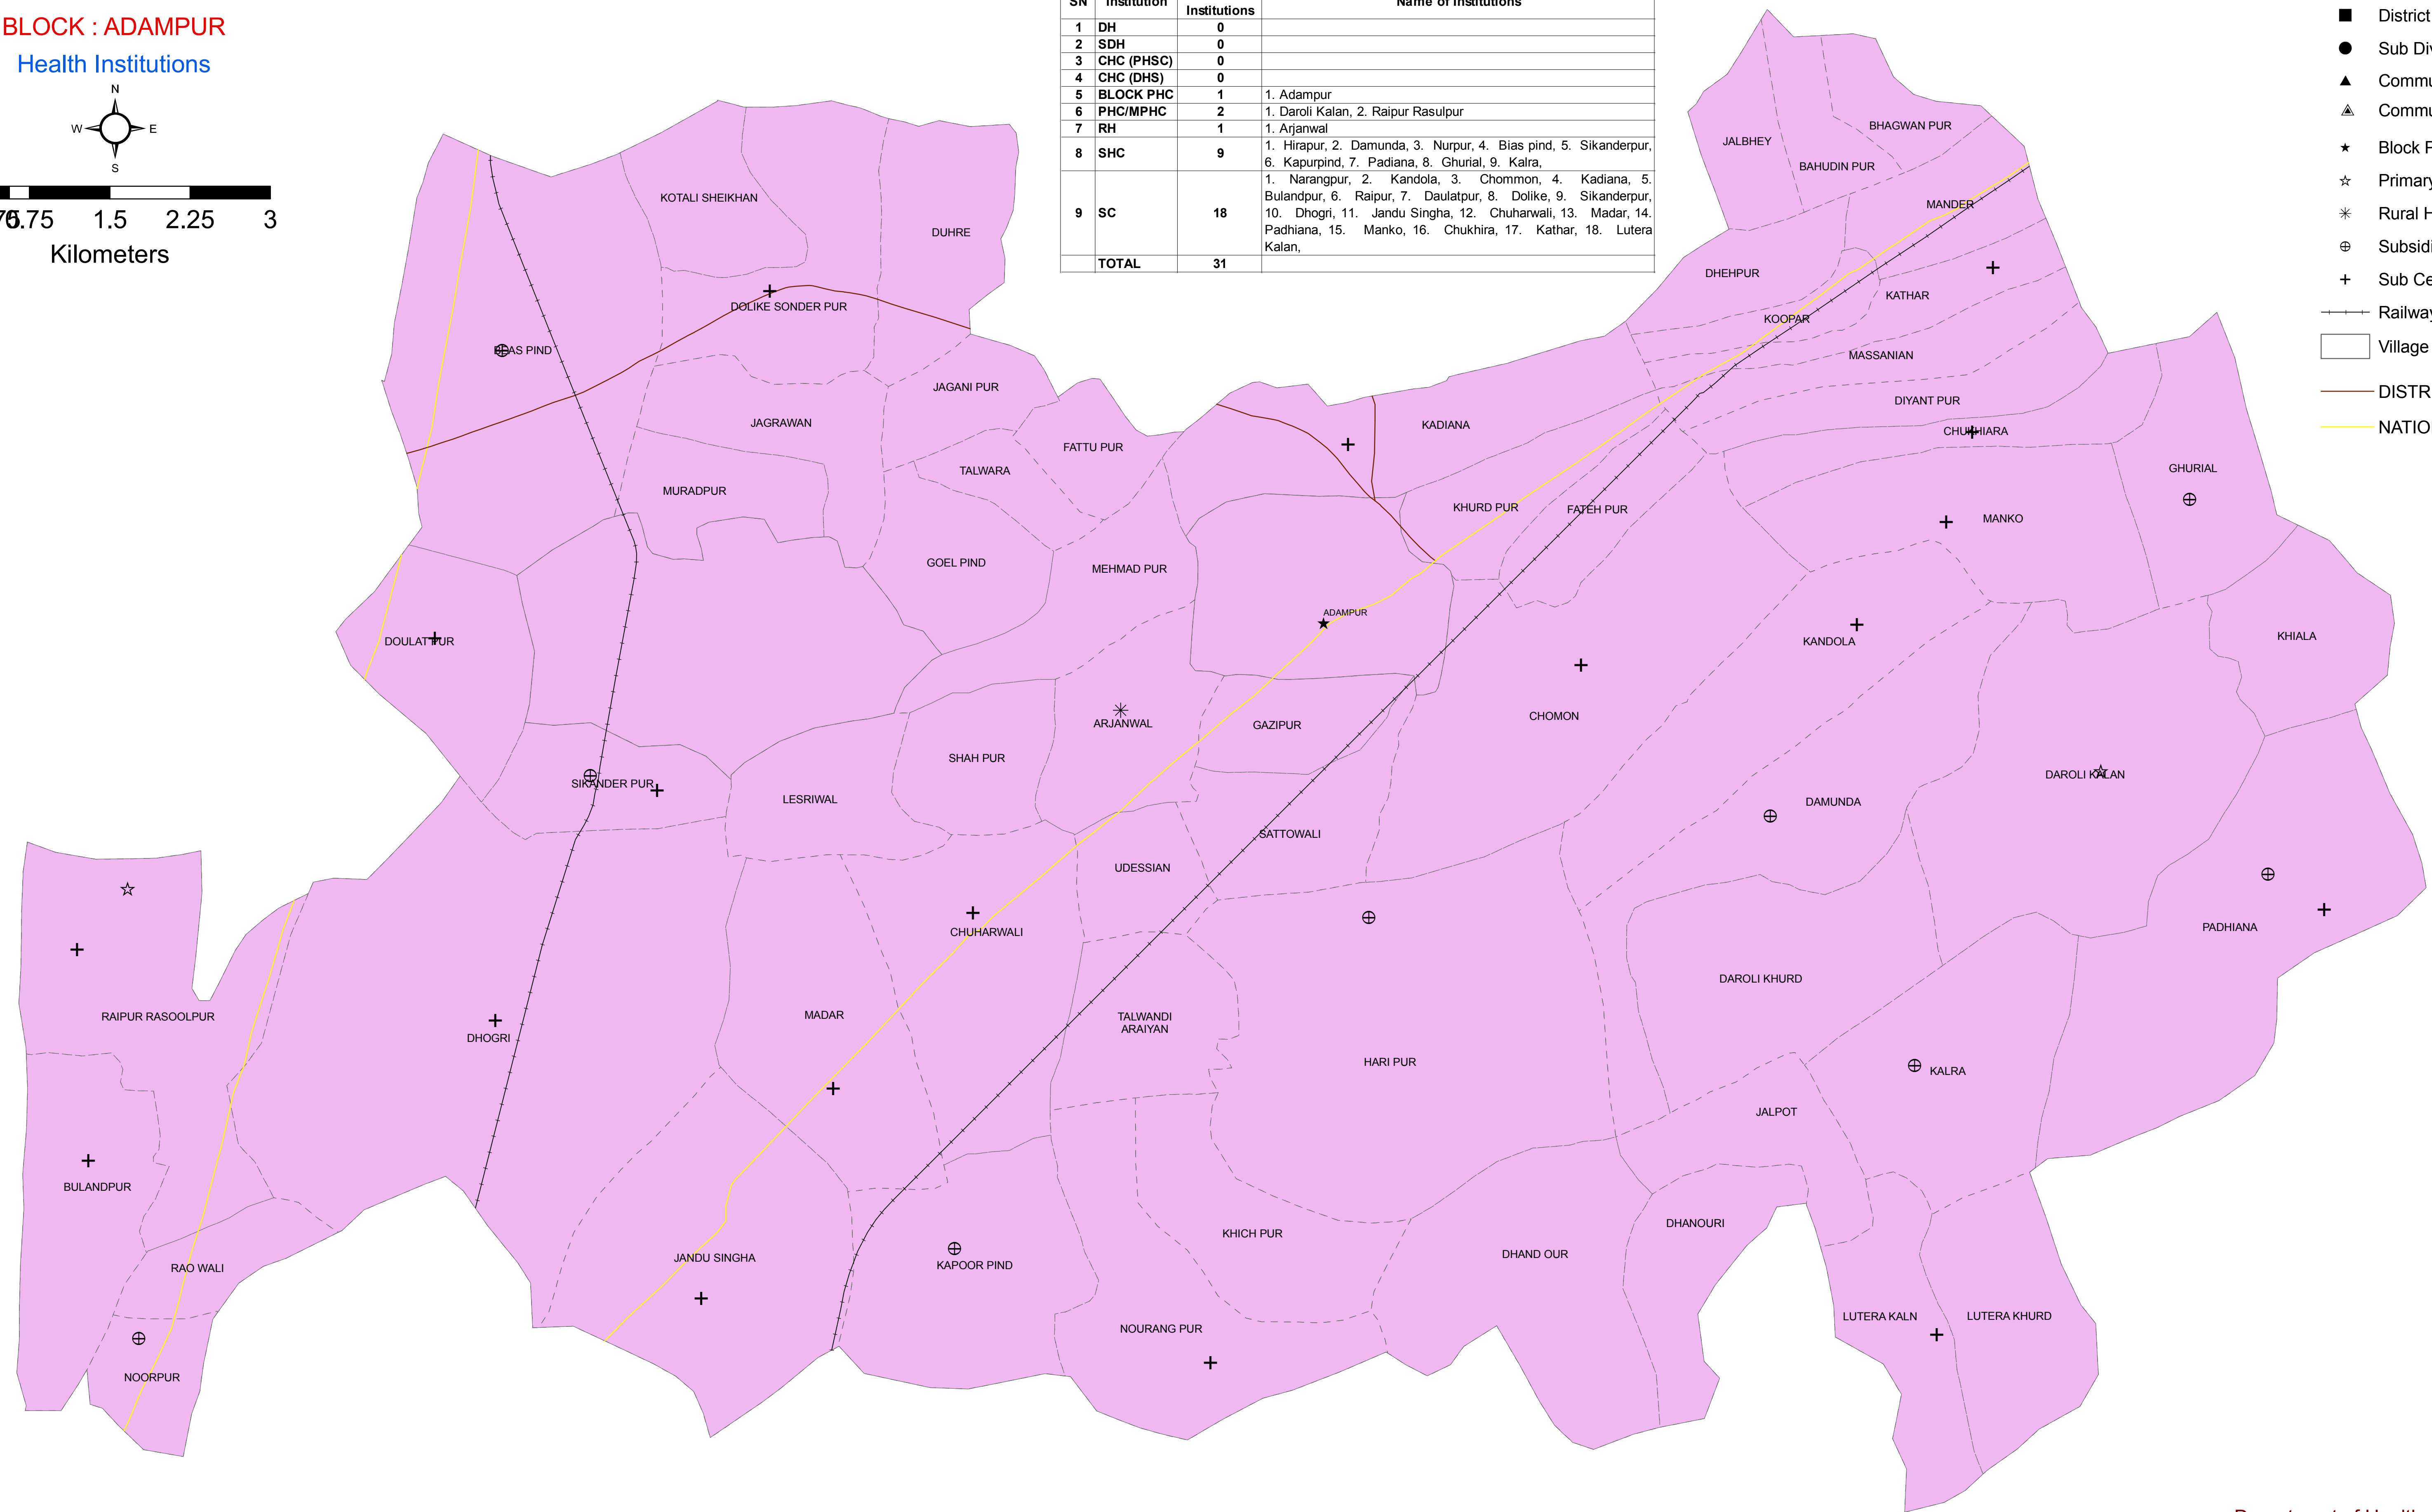 BLOCK : ADAMPUR
Health Institutions
N
W
E
S
0.75
1.5
2.25
3
Kilometers
SN Institution Institutions Name of Institutions
1 DH 0
2 SDH 0
3 CHC (PHSC) 0
4 CHC (DHS) 0
5 BLOCK PHC 1 1. Adampur
6 PHC/MPHC 2 1. Daroli Kalan, 2. Raipur Rasulpur
7 RH 1 1. Arjanwal
8 SHC 9 1. Hirapur, 2. Damunda, 3. Nurpur, 4. Bias pind, 5. Sikanderpur,
6. Kapurpind, 7. Padiana, 8. Ghurial, 9. Kalra,
9 SC 18 1. Narangpur, 2. Kandola, 3. Chommon, 4. Kadiana, 5.
Bulandpur, 6. Raipur, 7. Daulatpur, 8. Dolike, 9. Sikanderpur,
10. Dhogri, 11. Jandu Singha, 12. Chuharwali, 13. Madar, 14.
Padhiana, 15. Manko, 16. Chukhira, 17. Kathar, 18. Lutera
Kalan,
TOTAL 31
District
Sub Di
Commu
Commu
Block P
Primary
Rural H
Subsidi
Sub Ce
Railway
Village
DISTR
NATIO
JALBHEY
BHAGWAN PUR
BAHUDIN PUR
MANDER
KOTALI SHEIKHAN
DUHRE
DHEHPUR
KATHAR
DOLIKE SONDER PUR
KOOPAR
BEAS PIND
MASSANIAN
JAGANI PUR
DIYANT PUR
JAGRAWAN
KADIANA
CHUKHIARA
FATTU PUR
TALWARA
GHURIAL
MURADPUR
KHURD PUR
FATEH PUR
MANKO
GOEL PIND
MEHMAD PUR
ADAMPUR
DOULATPUR
KANDOLA
KHIALA
ARJANWAL
GAZIPUR
CHOMON
SHAH PUR
DAROLI KALAN
SIKANDER PUR
LESRIWAL
DAMUNDA
SATTOWALI
UDESSIAN
PADHIANA
CHUHARWALI
DAROLI KHURD
RAIPUR RASOOLPUR
MADAR
TALWANDI
ARAIYAN
DHOGRI
HARI PUR
KALRA
JALPOT
BULANDPUR
DHANOURI
KHICH PUR
DHAND OUR
JANDU SINGHA
KAPOOR PIND
RAO WALI
LUTERA KALN
LUTERA KHURD
NOURANG PUR
NOORPUR